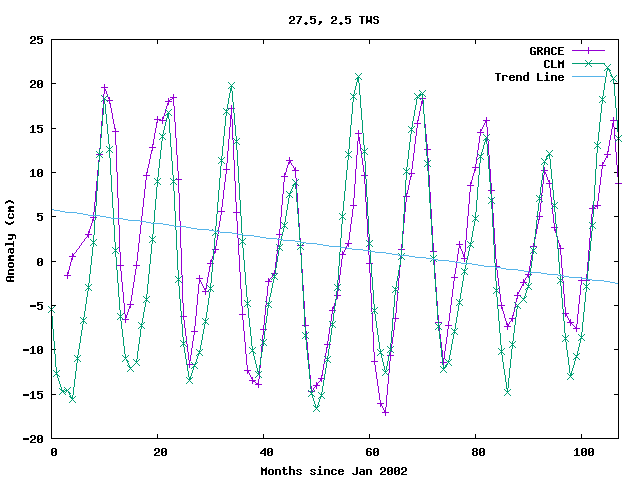 27.5, 2.5 TWS
GRACE
CLM
Trend Line
25
20
15
10
5
0
-5
-10
-15
-20
Anomaly (cm)
0 20 40 60 80 100
Months since Jan 2002